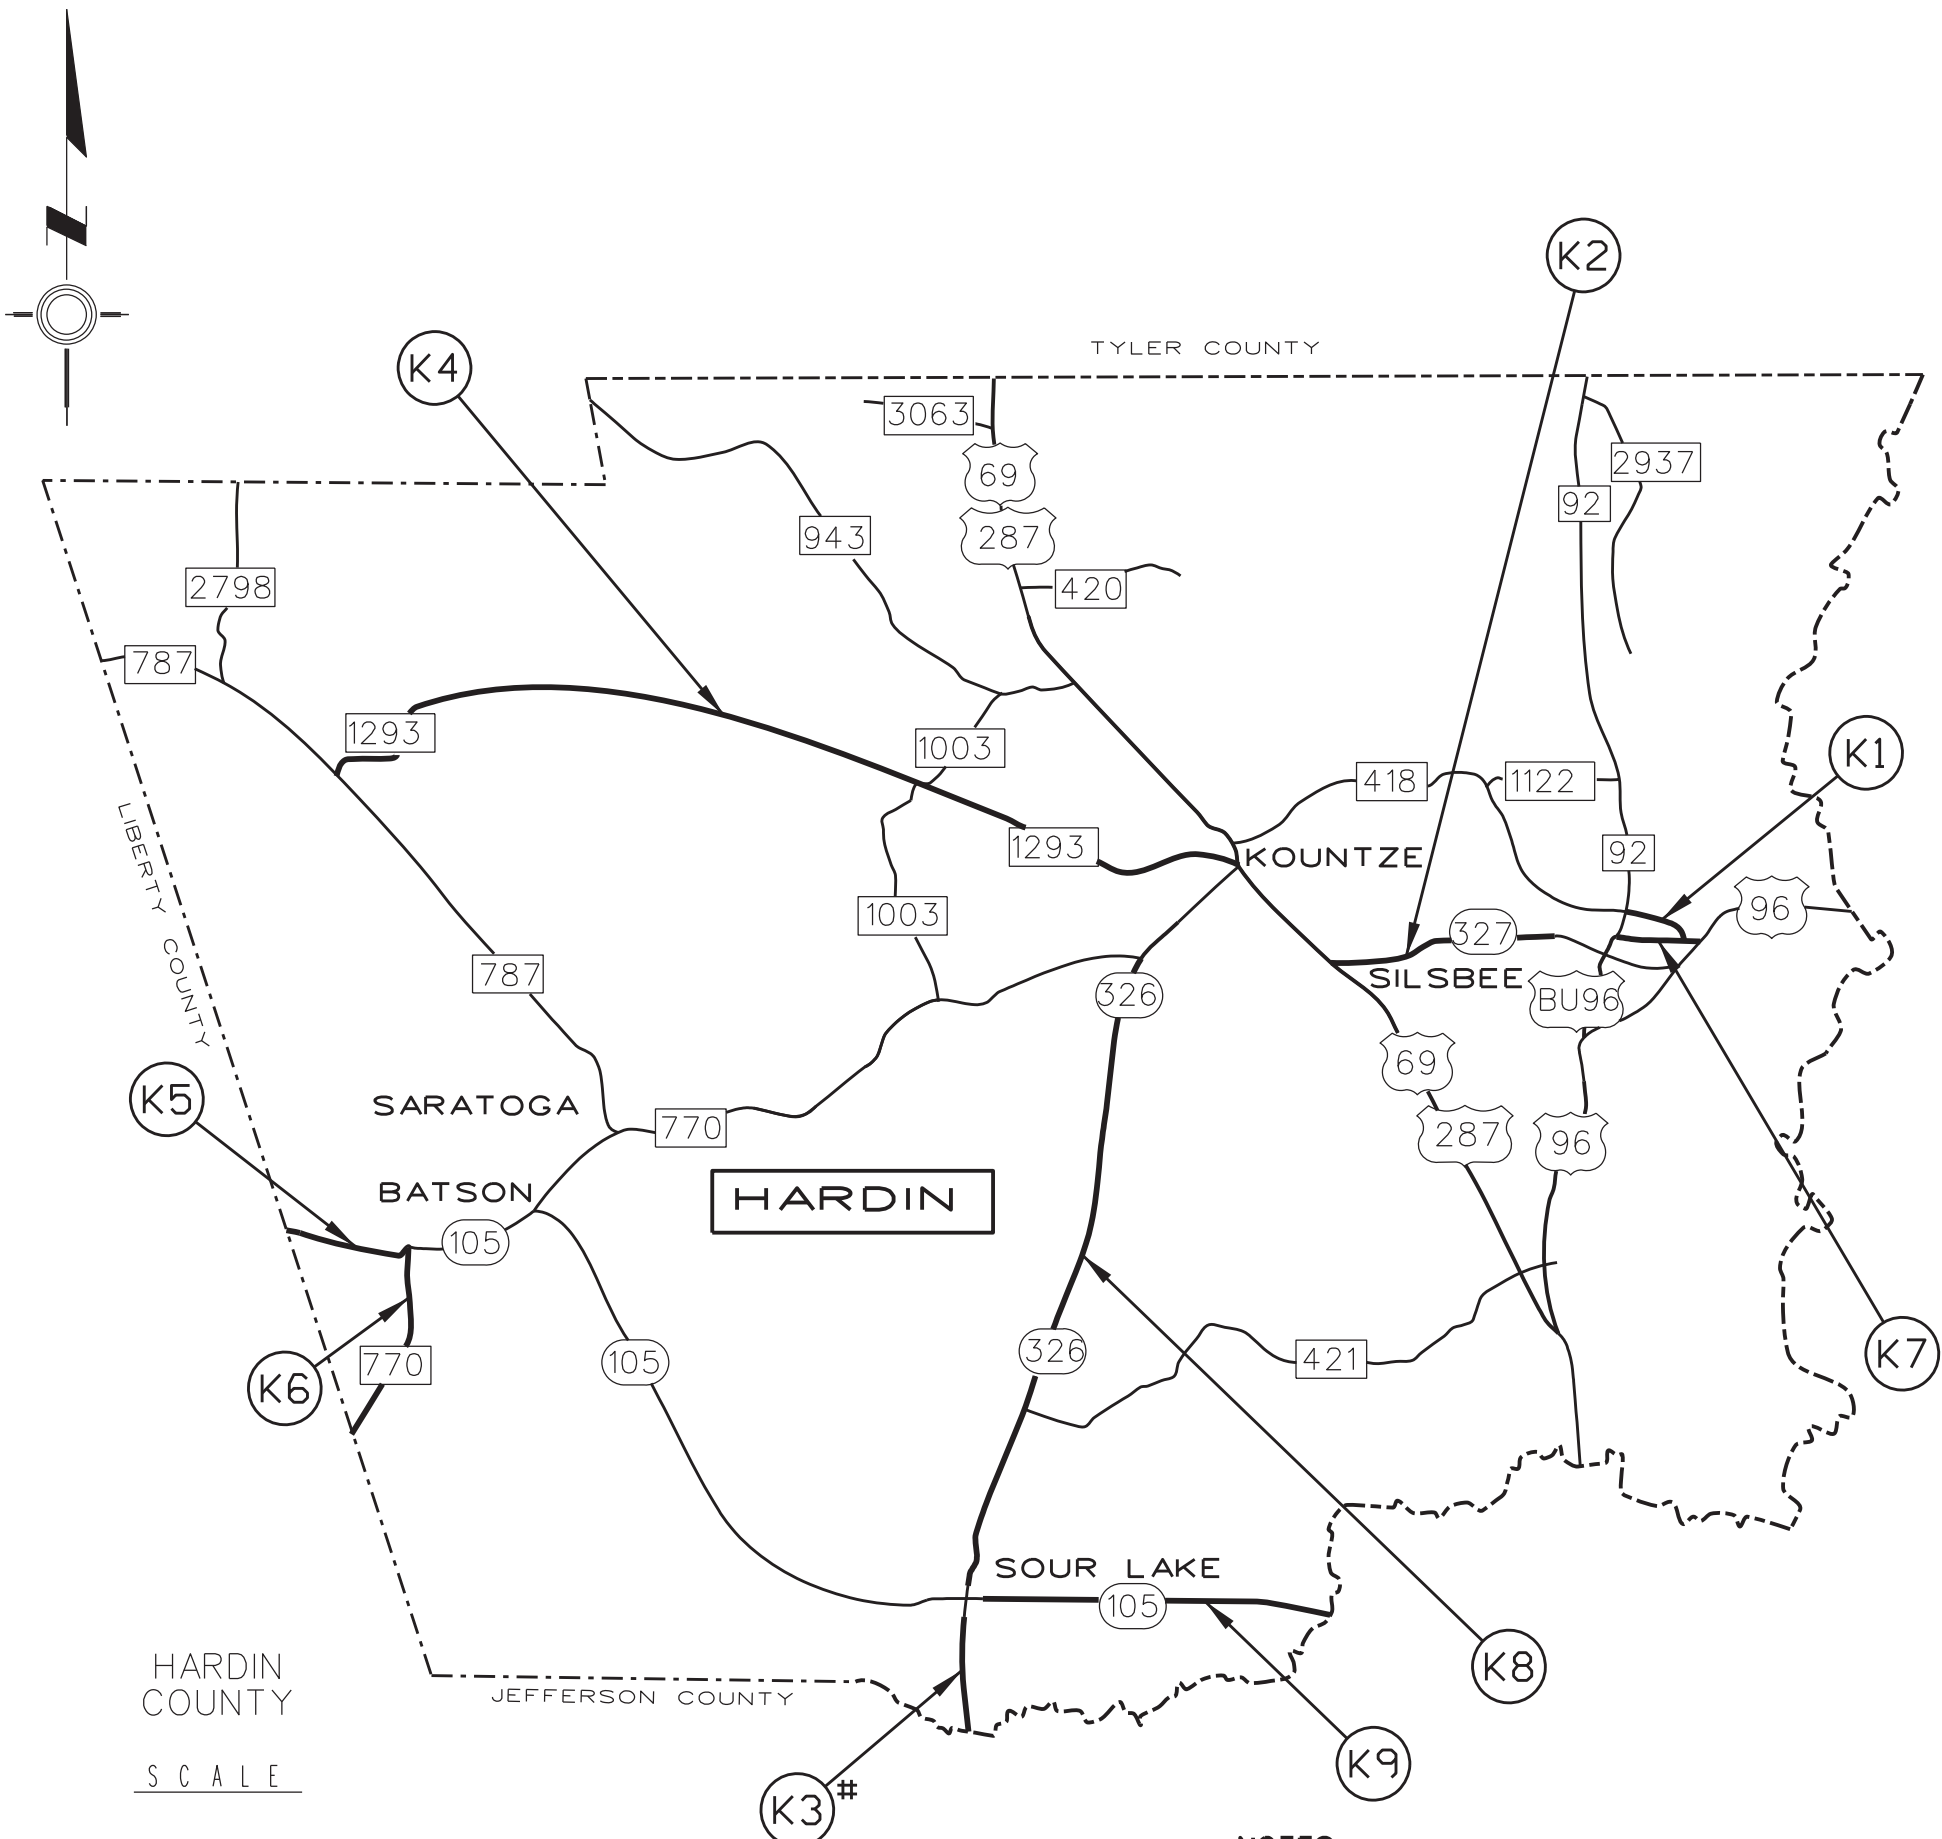 K2
TYLER COUNTY
K4
3063
69
2937
92
943
287
420
2798
787
1293
1003
K1
418
1122
1293
KOUNTZE
92
LIBERTY COUNTY
1003
96
327
787
SILSBEE
326
BU96
69
K5
SARATOGA
770
287
96
BATSON
HARDIN
105
326
421
K7
K6
770
105
SOUR LAKE
105
K8
HARDIN
COUNTY
JEFFERSON COUNTY
SCALE
K9
K3#